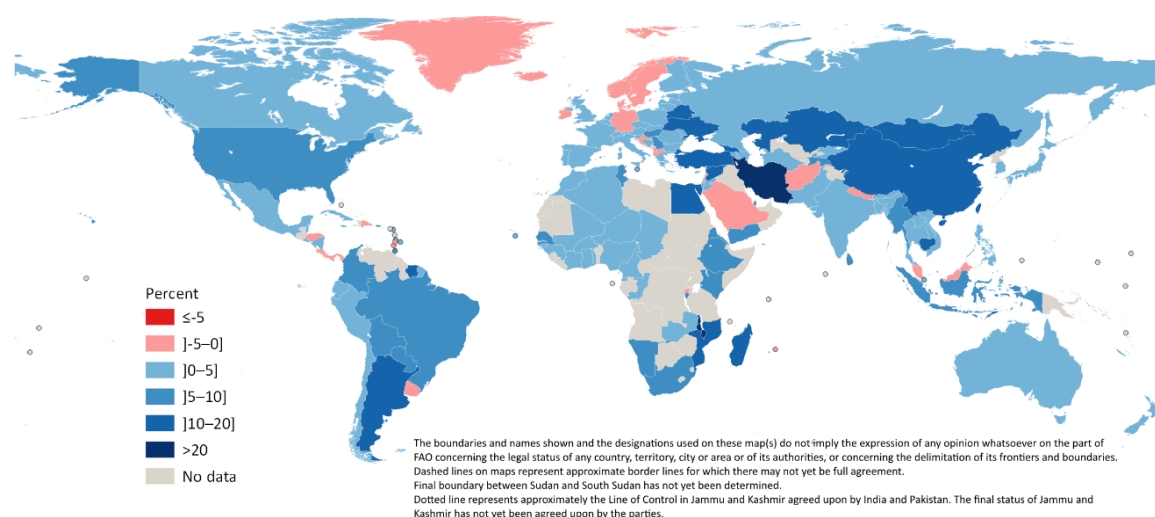 Percent
≤-5
]-5–0]
]0–5]
]5–10]
]10–20]
>20
No data
The boundaries and names shown and the designations used on these map(s) do not imply the expression of any opinion whatsoever on the part of
FAO concerning the legal status of any country, territory, city or area or of its authorities, or concerning the delimitation of its frontiers and boundaries.
Dashed lines on maps represent approximate border lines for which there may not yet be full agreement.
Final boundary between Sudan and South Sudan has not yet been determined.
Dotted line represents approximately the Line of Control in Jammu and Kashmir agreed upon by India and Pakistan. The final status of Jammu and
Kashmir has not yet been agreed upon by the parties.